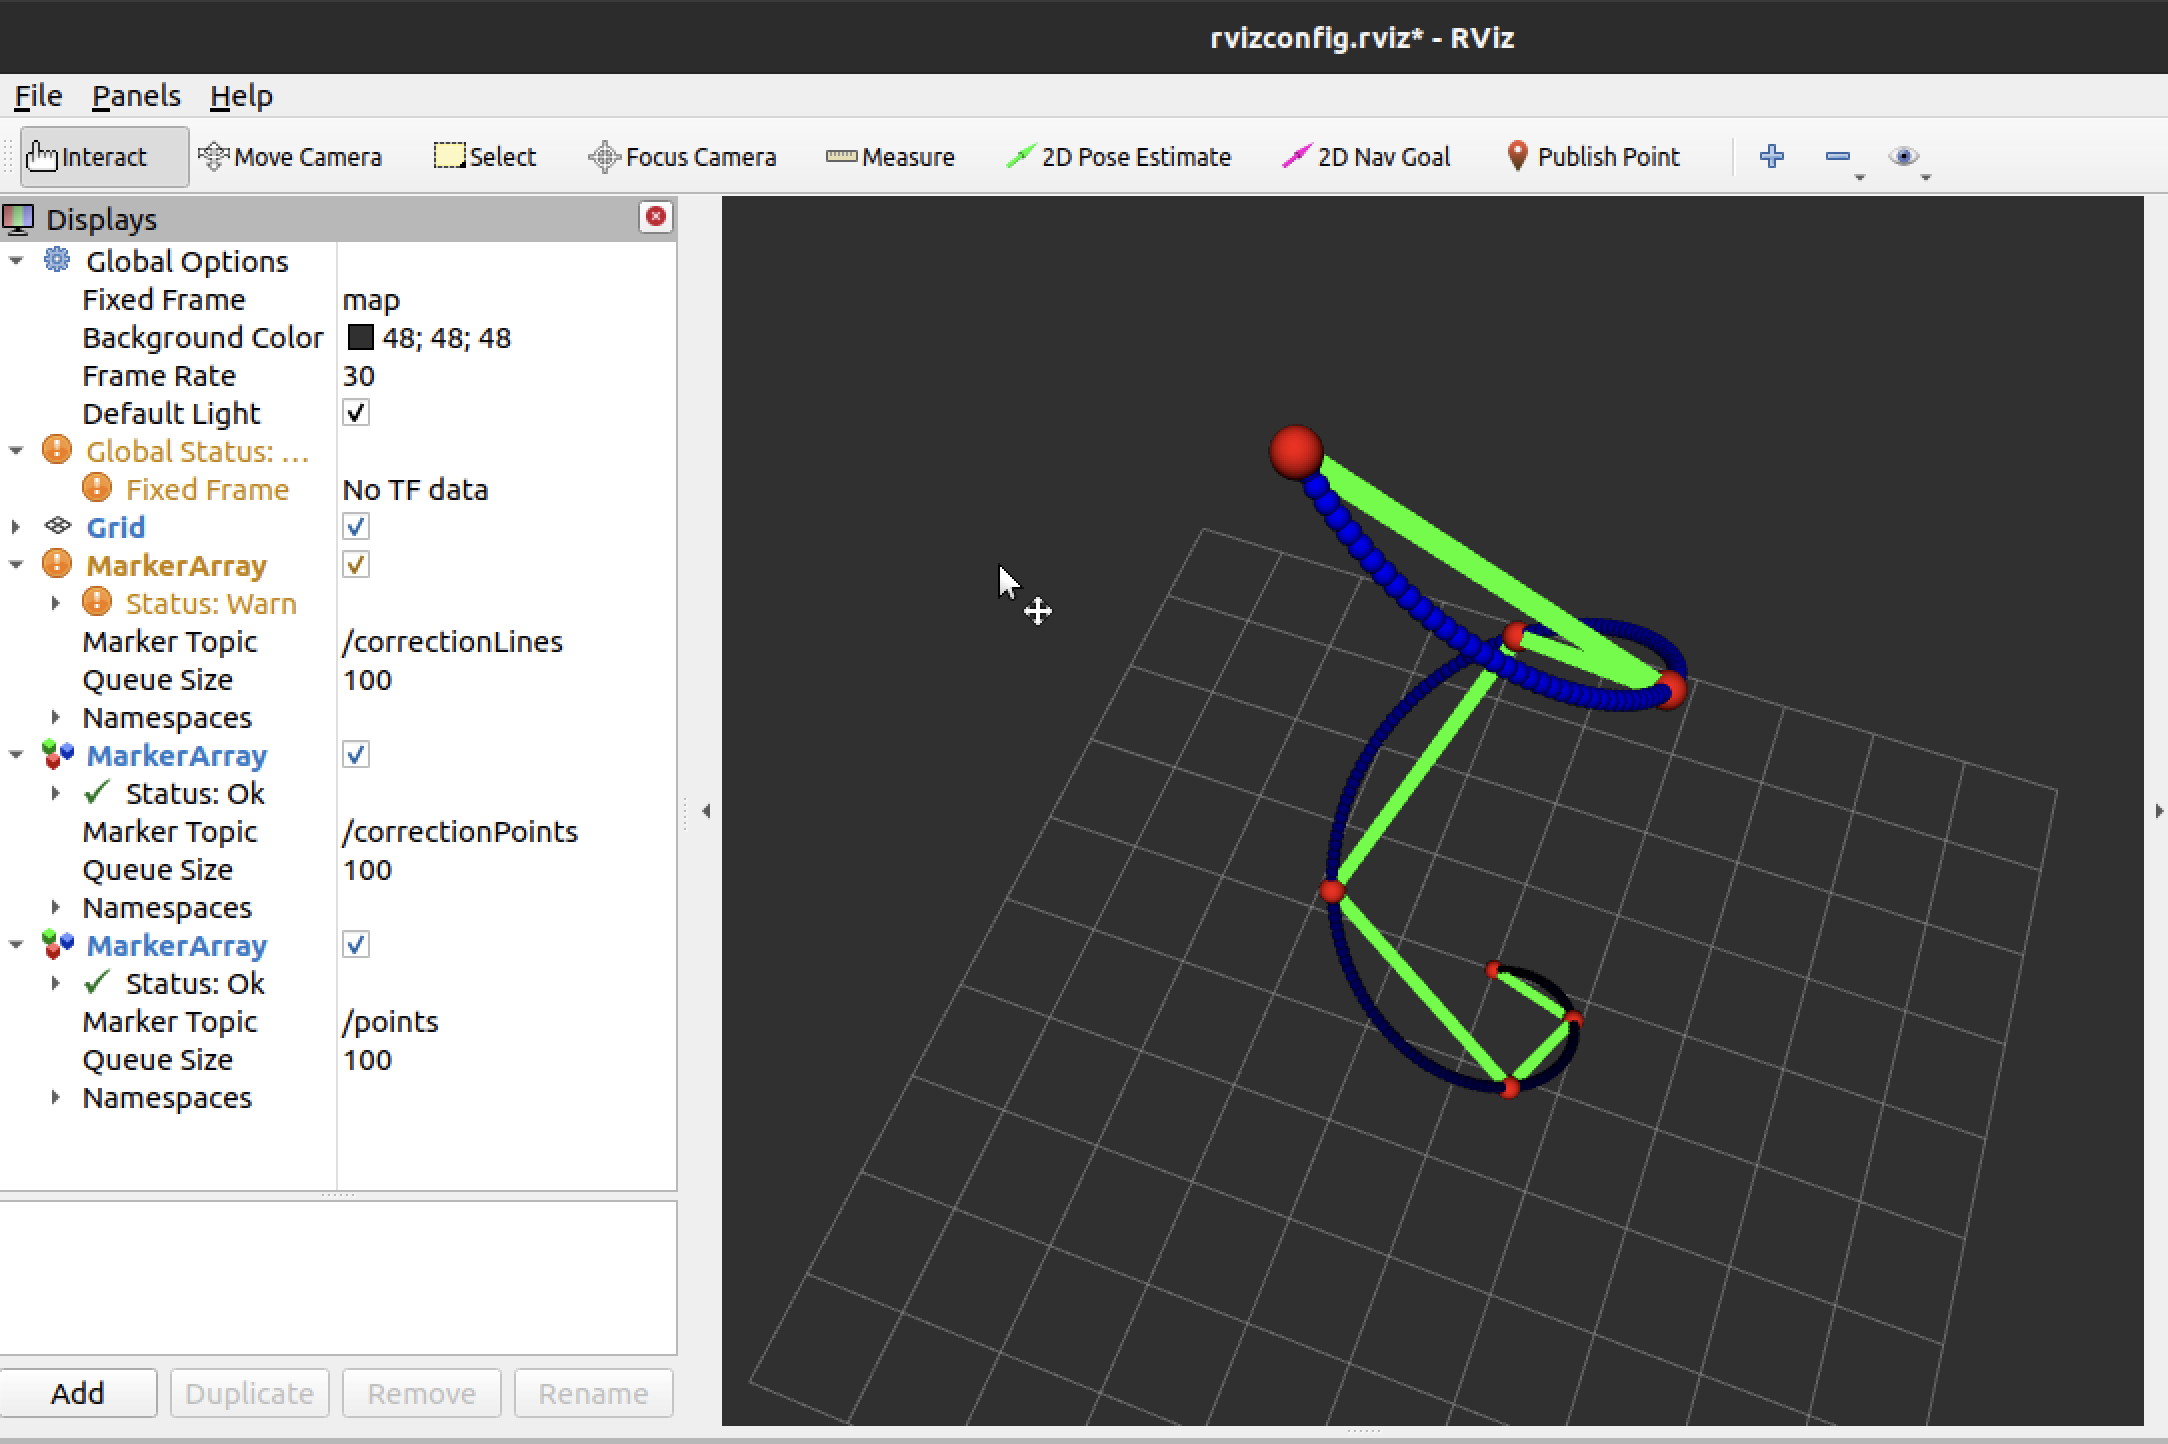 rvizconfig.rviz* - RViz
File Panels Help
Interact Move Camera Select Focus Camera Measure 2D Pose Estimate 2D Nav Goal Publish Point
Displays
Global Options
Fixed Frame map
Background Color 48; 48; 48
Frame Rate 30
Default Light
Global Status: ...
Fixed Frame No TF data
Grid
MarkerArray
Status: Warn
Marker Topic /correctionLines
Queue Size 100
Namespaces
MarkerArray
Status: Ok
Marker Topic /correctionPoints
Queue Size 100
Namespaces
MarkerArray
Status: Ok
Marker Topic /points
Queue Size 100
Namespaces
Add Duplicate Remove Rename